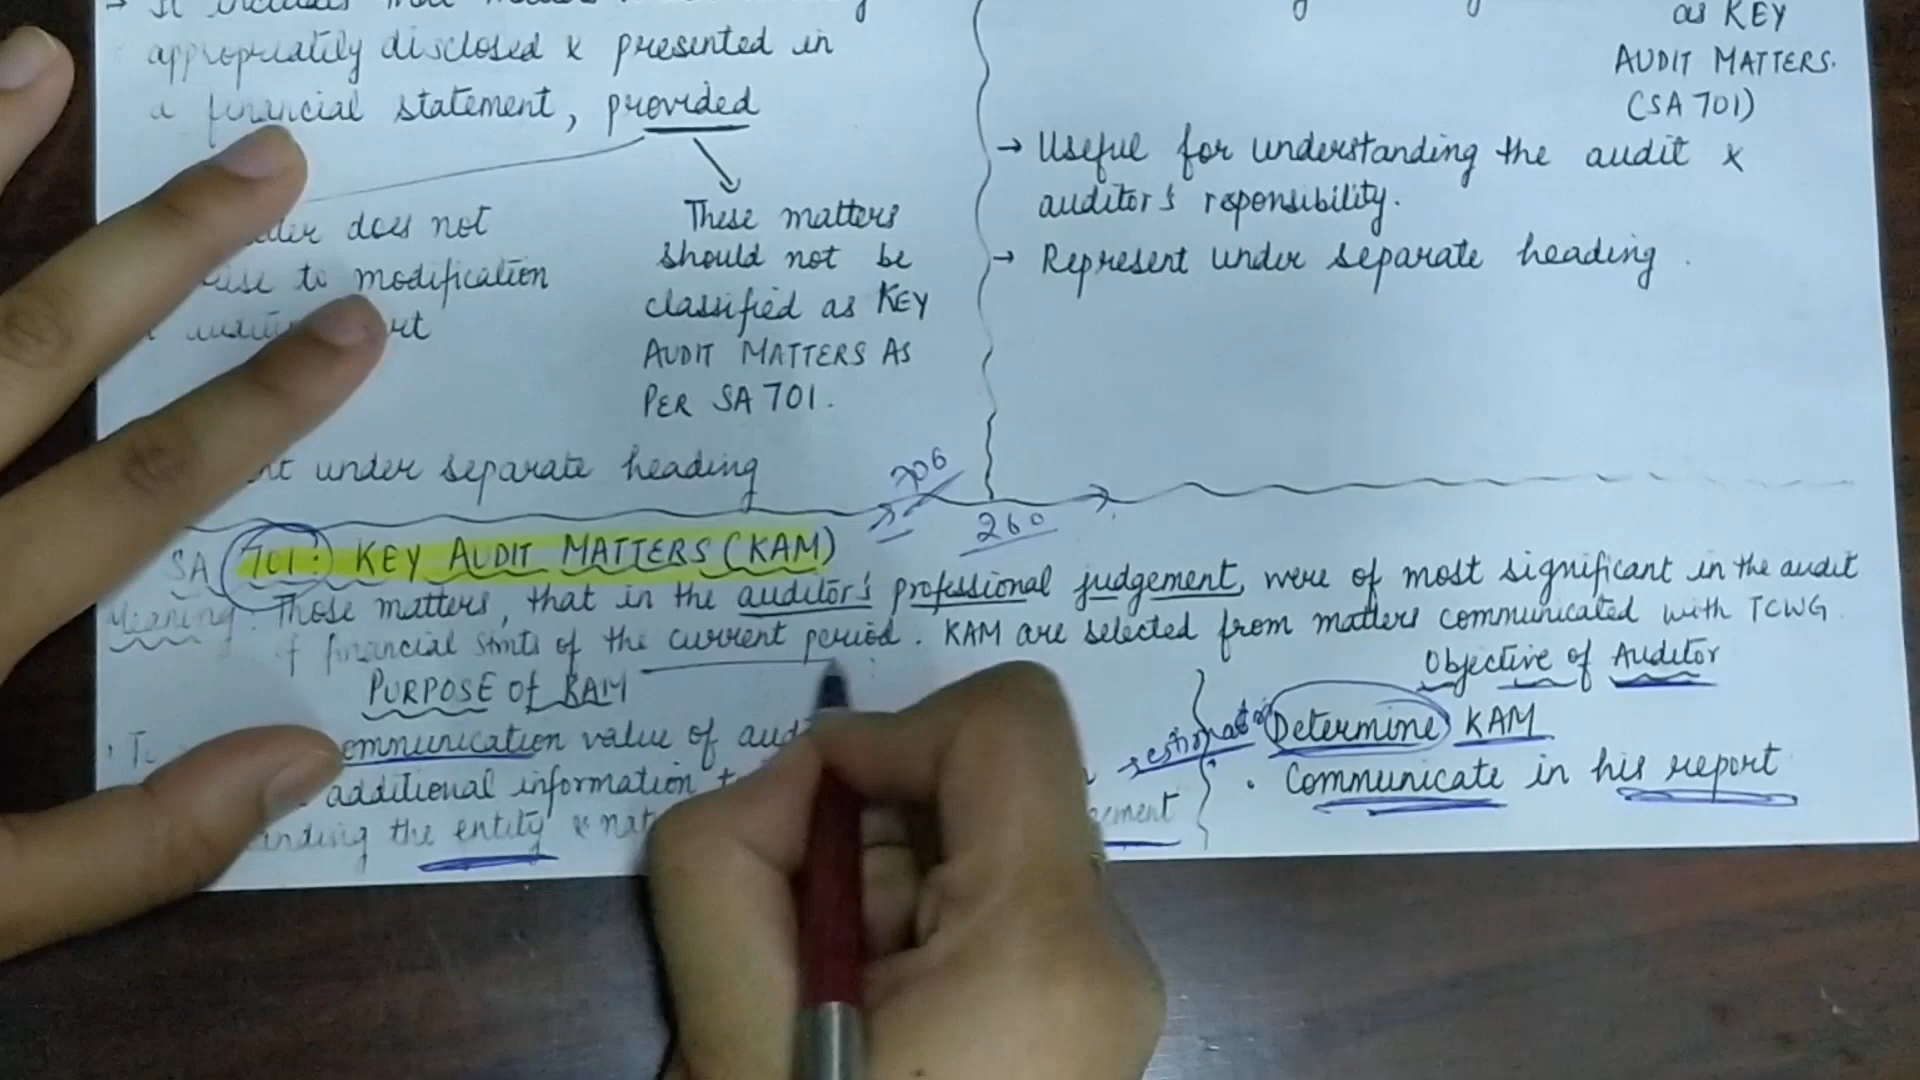 appropriately disclosed & presented in
a financial statement, provided
does not
to modification
These matters
should not be
classified as KEY
AUDIT MATTERS AS
PER SA 701.
under separate heading
as KEY
AUDIT MATTERS.
(SA 701)
→ Useful for understanding the audit &
auditor's responsibility.
→ Represent under separate heading.
706
260
SA 701: KEY AUDIT MATTERS (KAM)
Meaning: Those matters, that in the auditor's professional judgement, were of most significant in the audit
of financial stmts of the current period. KAM are selected from matters communicated with TCWG.
PURPOSE Of KAM
communication value of
additional information
the entity &
Objective of Auditor
Determine KAM
• Communicate in his report